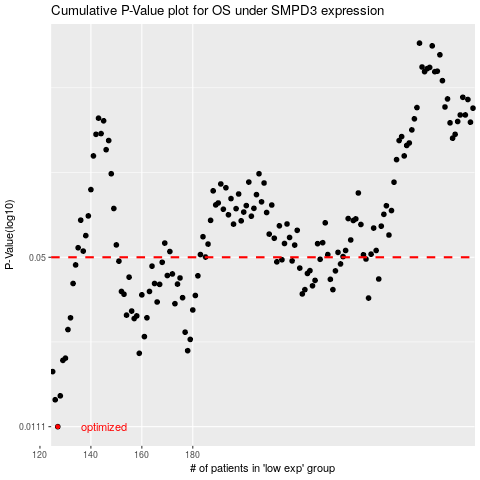 Cumulative P-Value plot for OS under SMPD3 expression
P-Value(log10)
0.05
0.0111
optimized
120 140 160 180
# of patients in 'low exp' group